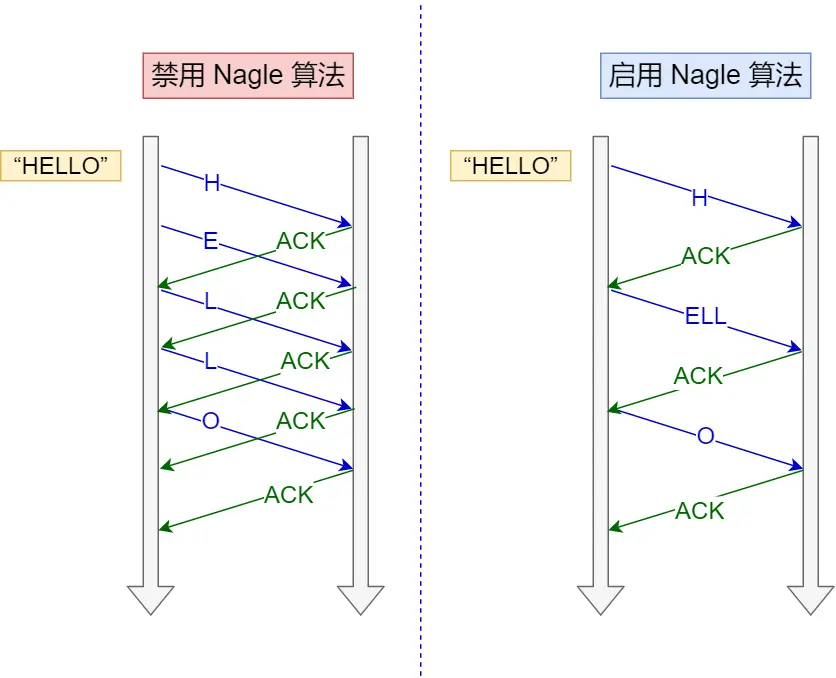 禁用 Nagle 算法
“HELLO”
H
ACK
E
ACK
L
ACK
L
ACK
O
ACK
启用 Nagle 算法
“HELLO”
H
ACK
ELL
ACK
O
ACK